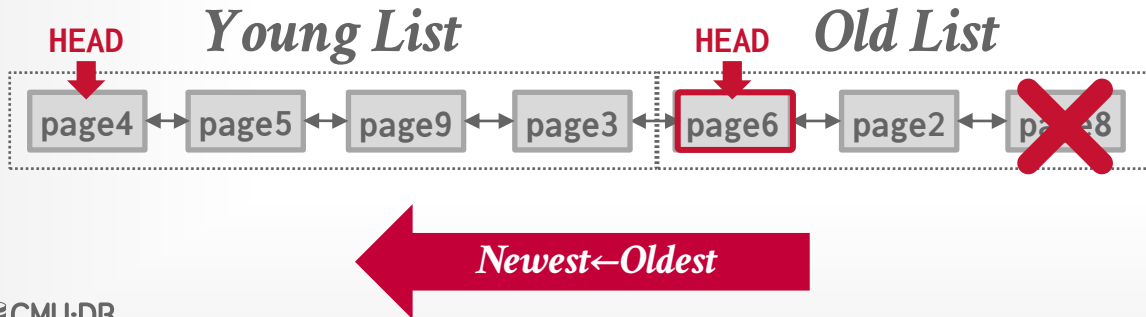 Young List
Old List
HEAD
HEAD
page4
page5
page9
page3
page6
page2
Newest←Oldest